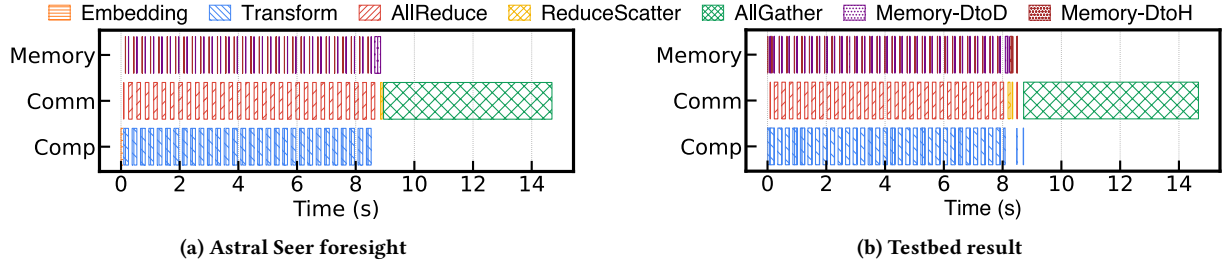 Embedding Transform AllReduce ReduceScatter AllGather Memory-DtoD Memory-DtoH
Memory
Comm
Comp
0 2 4 6 8 10 12 14
Time (s)
(a) Astral Seer foresight
Memory
Comm
Comp
0 2 4 6 8 10 12 14
Time (s)
(b) Testbed result